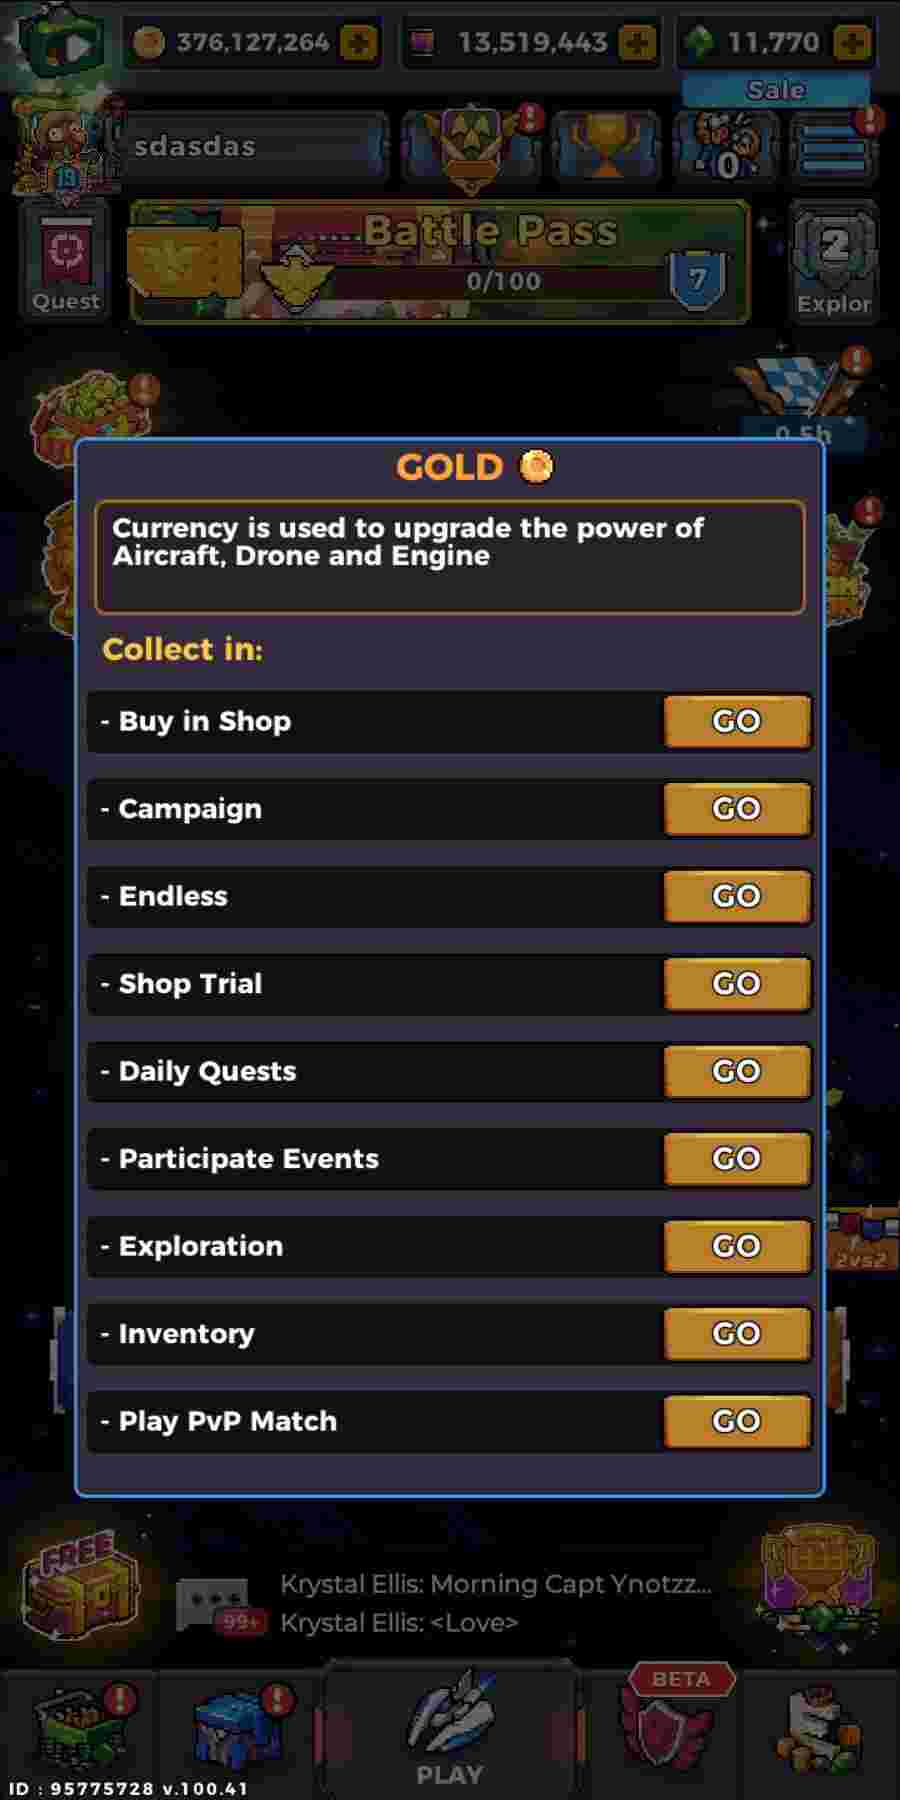 376,127,264
13,519,443
11,770
Sale
sdasdas
19
0
Battle Pass
0/100
7
Quest
2
Explor
0.5h
GOLD
Currency is used to upgrade the power of
Aircraft, Drone and Engine
Collect in:
- Buy in Shop GO
- Campaign GO
- Endless GO
- Shop Trial GO
- Daily Quests GO
- Participate Events GO
- Exploration GO
2vs2
- Inventory GO
- Play PvP Match GO
FREE
Krystal Ellis: Morning Capt Ynotzz...
99+
Krystal Ellis: <Love>
BETA
PLAY
ID : 95775728 v.100.41